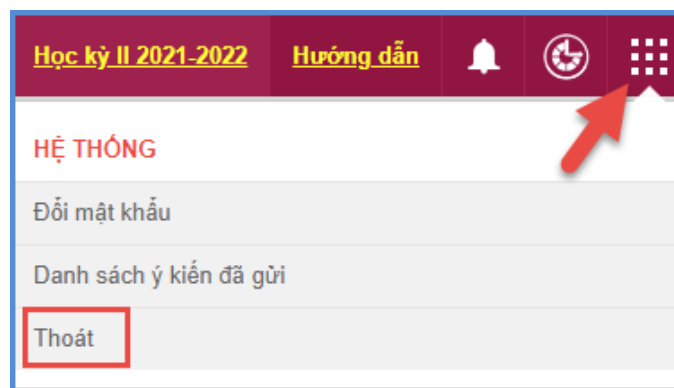 Học kỳ II 2021-2022 Hướng dẫn
HỆ THỐNG
Đổi mật khẩu
Danh sách ý kiến đã gửi
Thoát